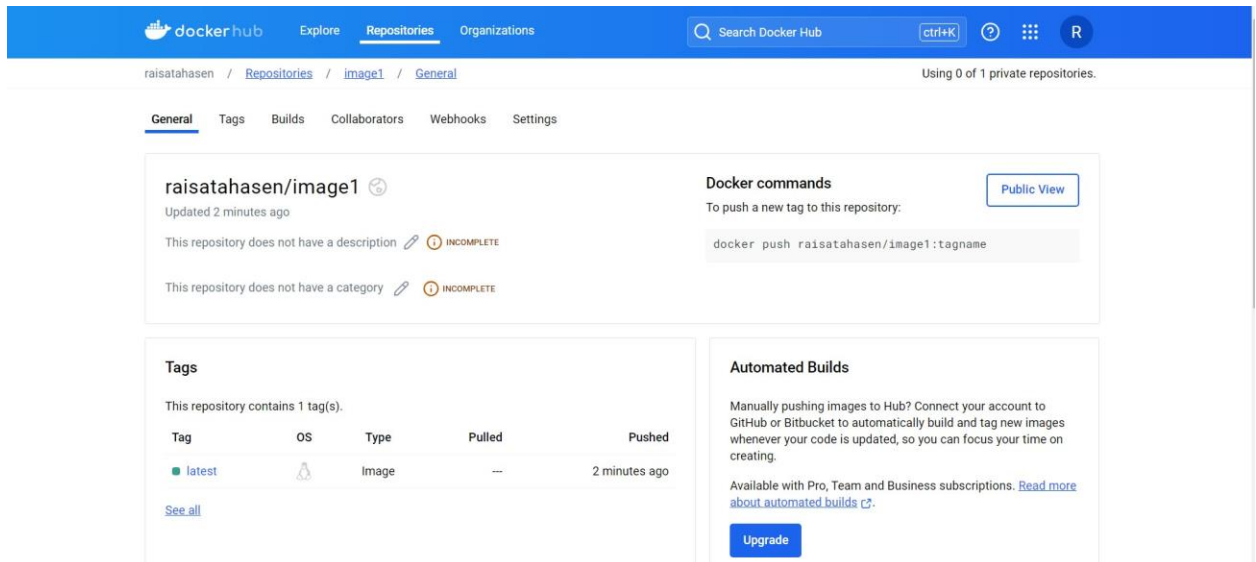 docker hub
Explore
Repositories
Organizations
Search Docker Hub
ctrl+K
R
raisatahasen / Repositories / image1 / General
Using 0 of 1 private repositories.
General
Tags
Builds
Collaborators
Webhooks
Settings
raisatahasen/image1
Updated 2 minutes ago
This repository does not have a description INCOMPLETE
This repository does not have a category INCOMPLETE
Docker commands
Public View
To push a new tag to this repository:
docker push raisatahasen/image1:tagname
Tags
This repository contains 1 tag(s).
Tag OS Type Pulled Pushed
latest Image --- 2 minutes ago
See all
Automated Builds
Manually pushing images to Hub? Connect your account to
GitHub or Bitbucket to automatically build and tag new images
whenever your code is updated, so you can focus your time on
creating.
Available with Pro, Team and Business subscriptions. Read more
about automated builds.
Upgrade